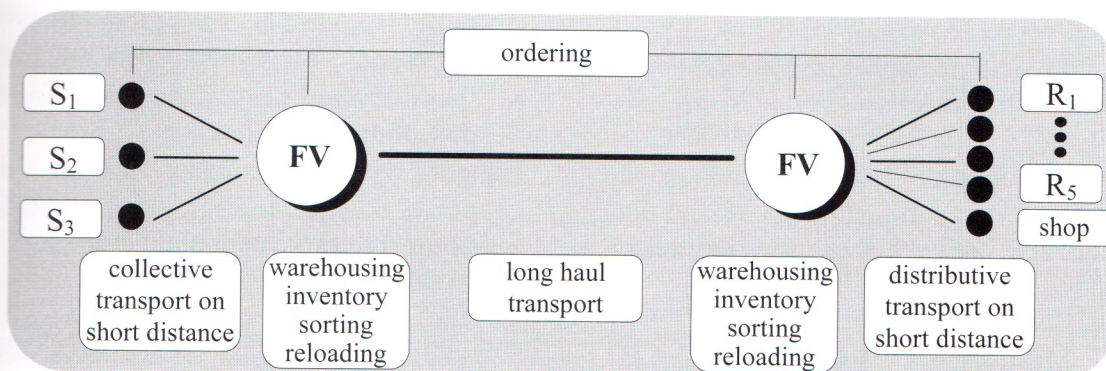 ordering
S₁
S₂
S₃
FV
FV
R₁
R₅
shop
collective
transport on
short distance
warehousing
inventory
sorting
reloading
long haul
transport
warehousing
inventory
sorting
reloading
distributive
transport on
short distance